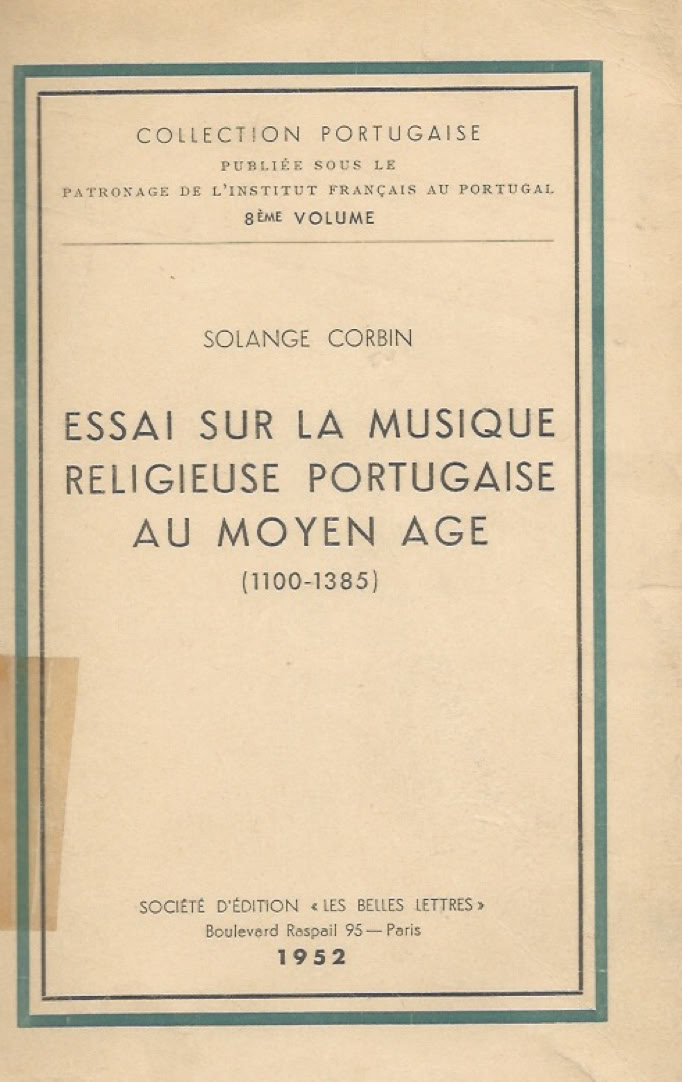 COLLECTION PORTUGAISE
PUBLIÉE SOUS LE
PATRONAGE DE L'INSTITUT FRANÇAIS AU PORTUGAL
8ÈME VOLUME
SOLANGE CORBIN
ESSAI SUR LA MUSIQUE
RELIGIEUSE PORTUGAISE
AU MOYEN AGE
(1100-1385)
SOCIÉTÉ D'ÉDITION « LES BELLES LETTRES »
Boulevard Raspail 95 — Paris
1952